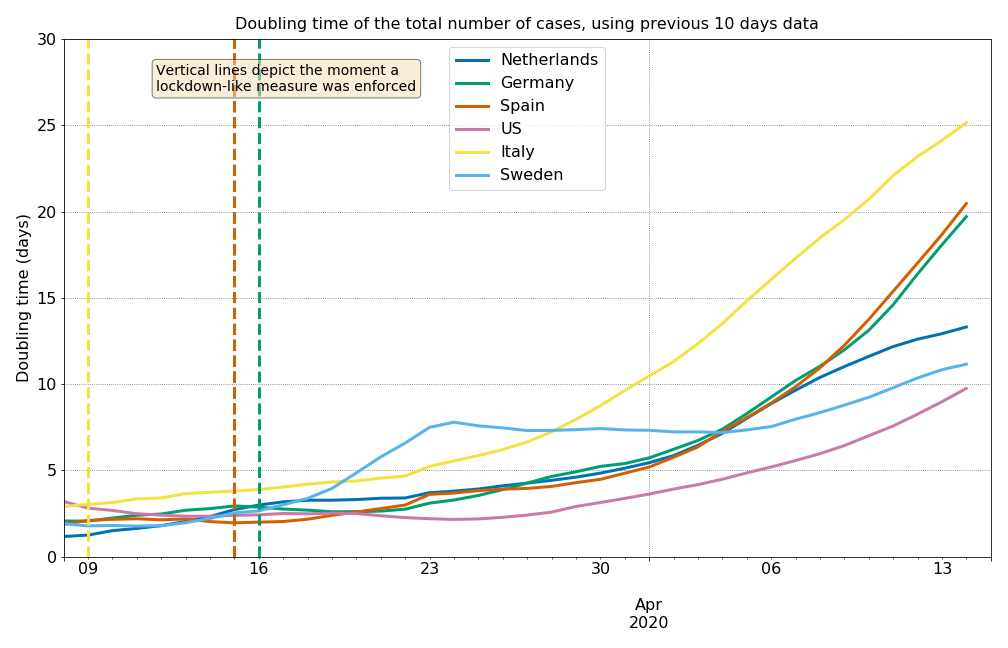 Doubling time of the total number of cases, using previous 10 days data
30
Vertical lines depict the moment a
lockdown-like measure was enforced
Netherlands
Germany
Spain
US
Italy
Sweden
25
20
15
10
5
0
Doubling time (days)
09
16
23
30
06
13
Apr
2020